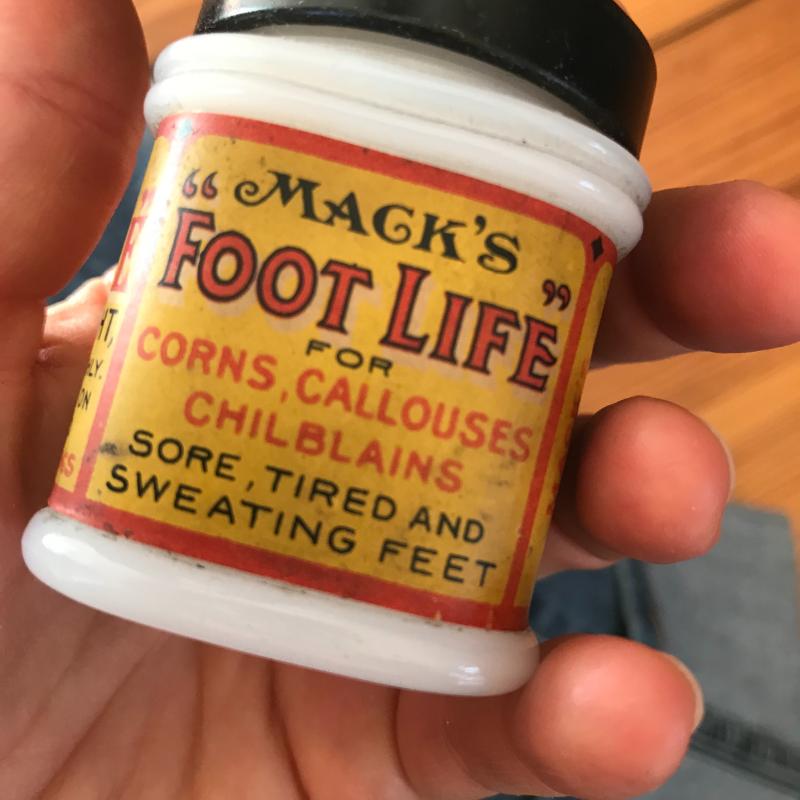 “MACK'S
FOOT LIFE”
FOR
CORNS, CALLOUSES
CHILBLAINS
SORE, TIRED AND
SWEATING FEET